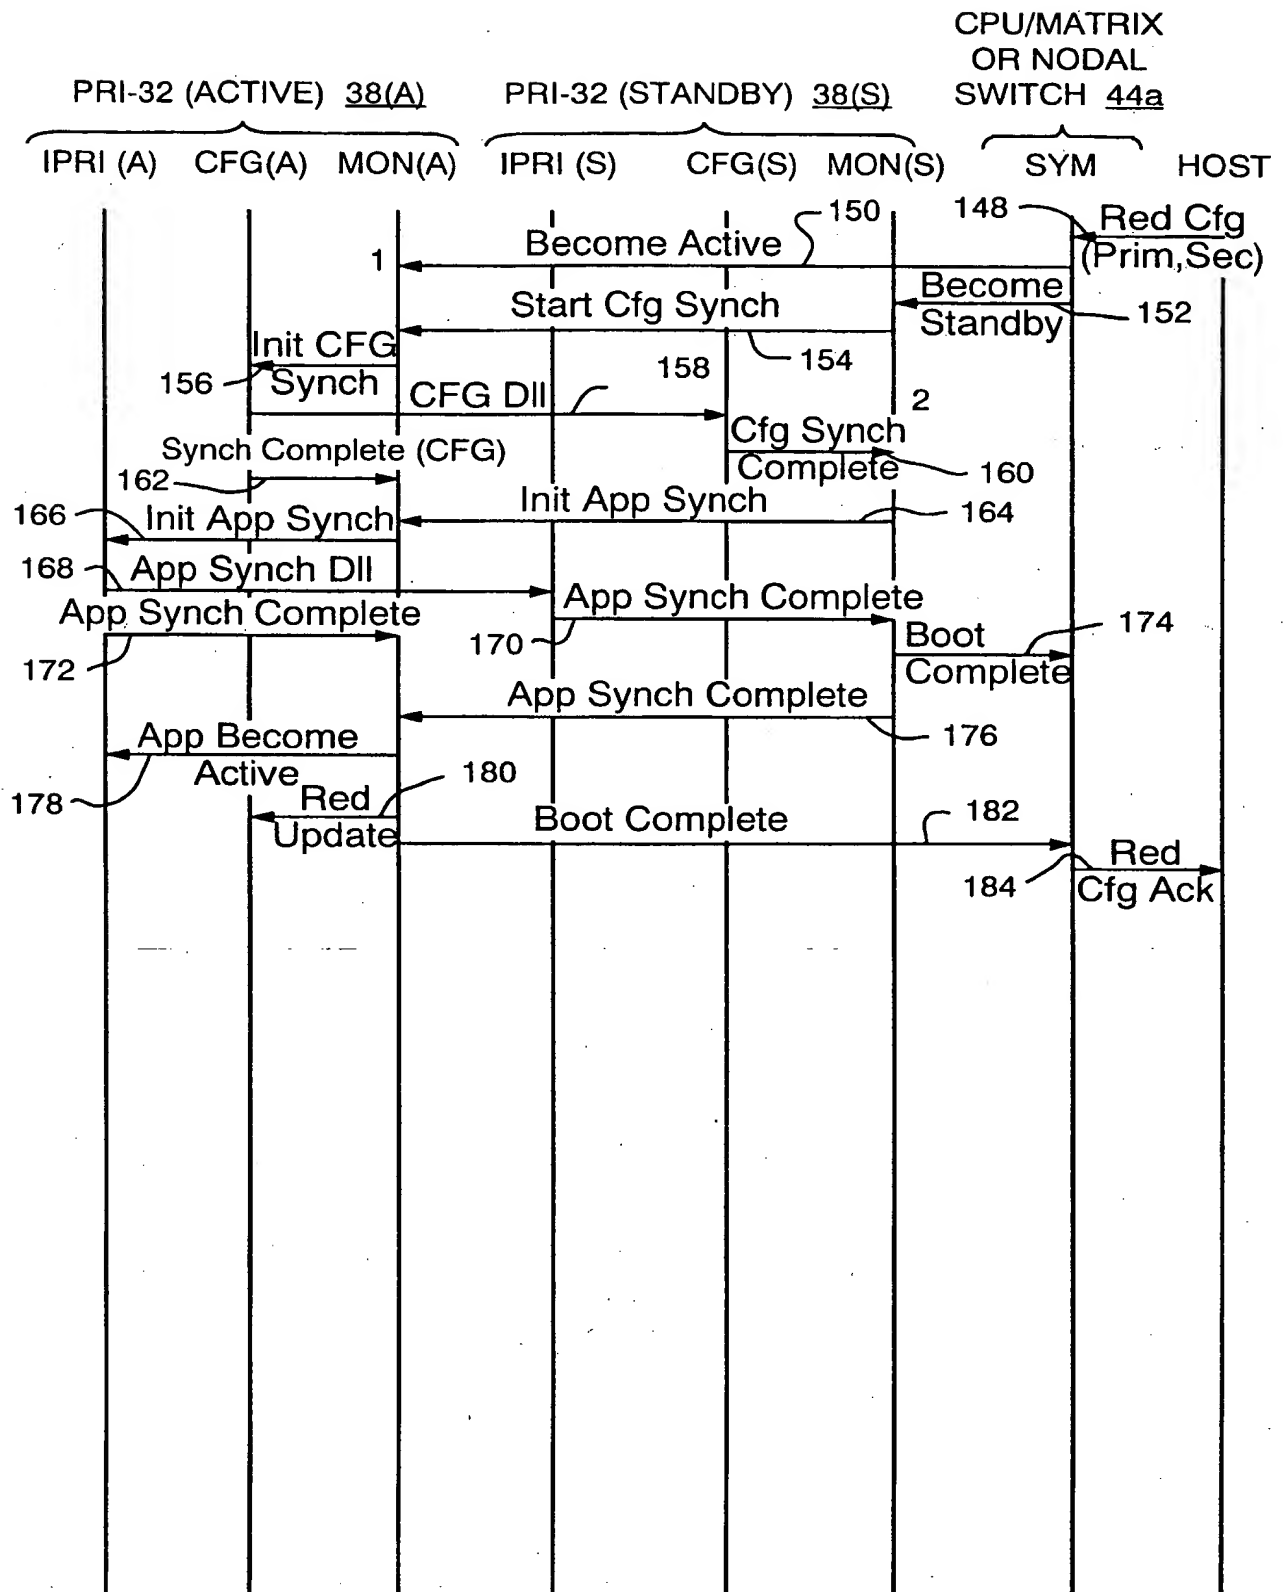 CPU/MATRIX
OR NODAL
SWITCH 44a
PRI-32 (ACTIVE) 38(A)
PRI-32 (STANDBY) 38(S)
IPRI (A) CFG(A) MON(A) IPRI (S) CFG(S) MON(S) SYM HOST
150
148
Red Cfg
(Prim,Sec)
1
Become Active
Become
Standby
152
Start Cfg Synch
154
Init CFG
Synch
156
158
CFG Dll
2
Cfg Synch
Complete
160
Synch Complete (CFG)
162
Init App Synch
164
166
Init App Synch
168
App Synch Dll
App Synch Complete
170
App Synch Complete
172
Boot
Complete
174
App Synch Complete
176
App Become
Active
178
Red
Update
180
Boot Complete
182
Red
Cfg Ack
184